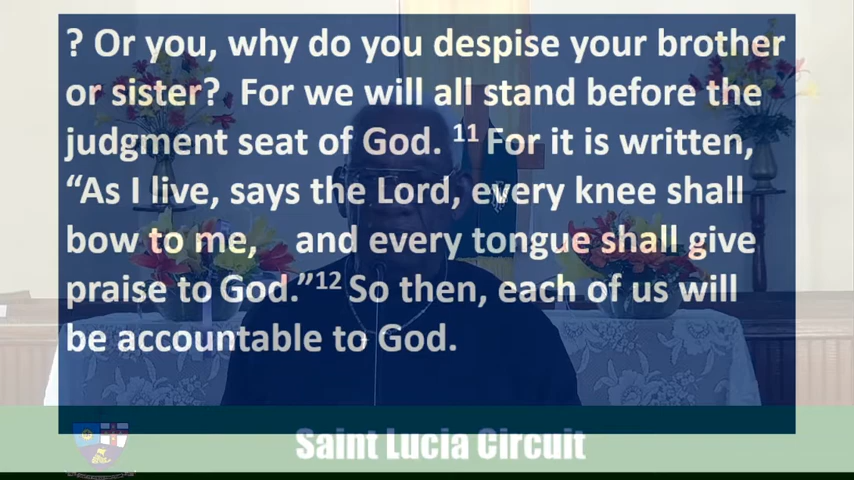 ? Or you, why do you despise your brother
or sister? For we will all stand before the
judgment seat of God. ¹¹ For it is written,
“As I live, says the Lord, every knee shall
bow to me, and every tongue shall give
praise to God.”¹² So then, each of us will
be accountable to God.
Saint Lucia Circuit